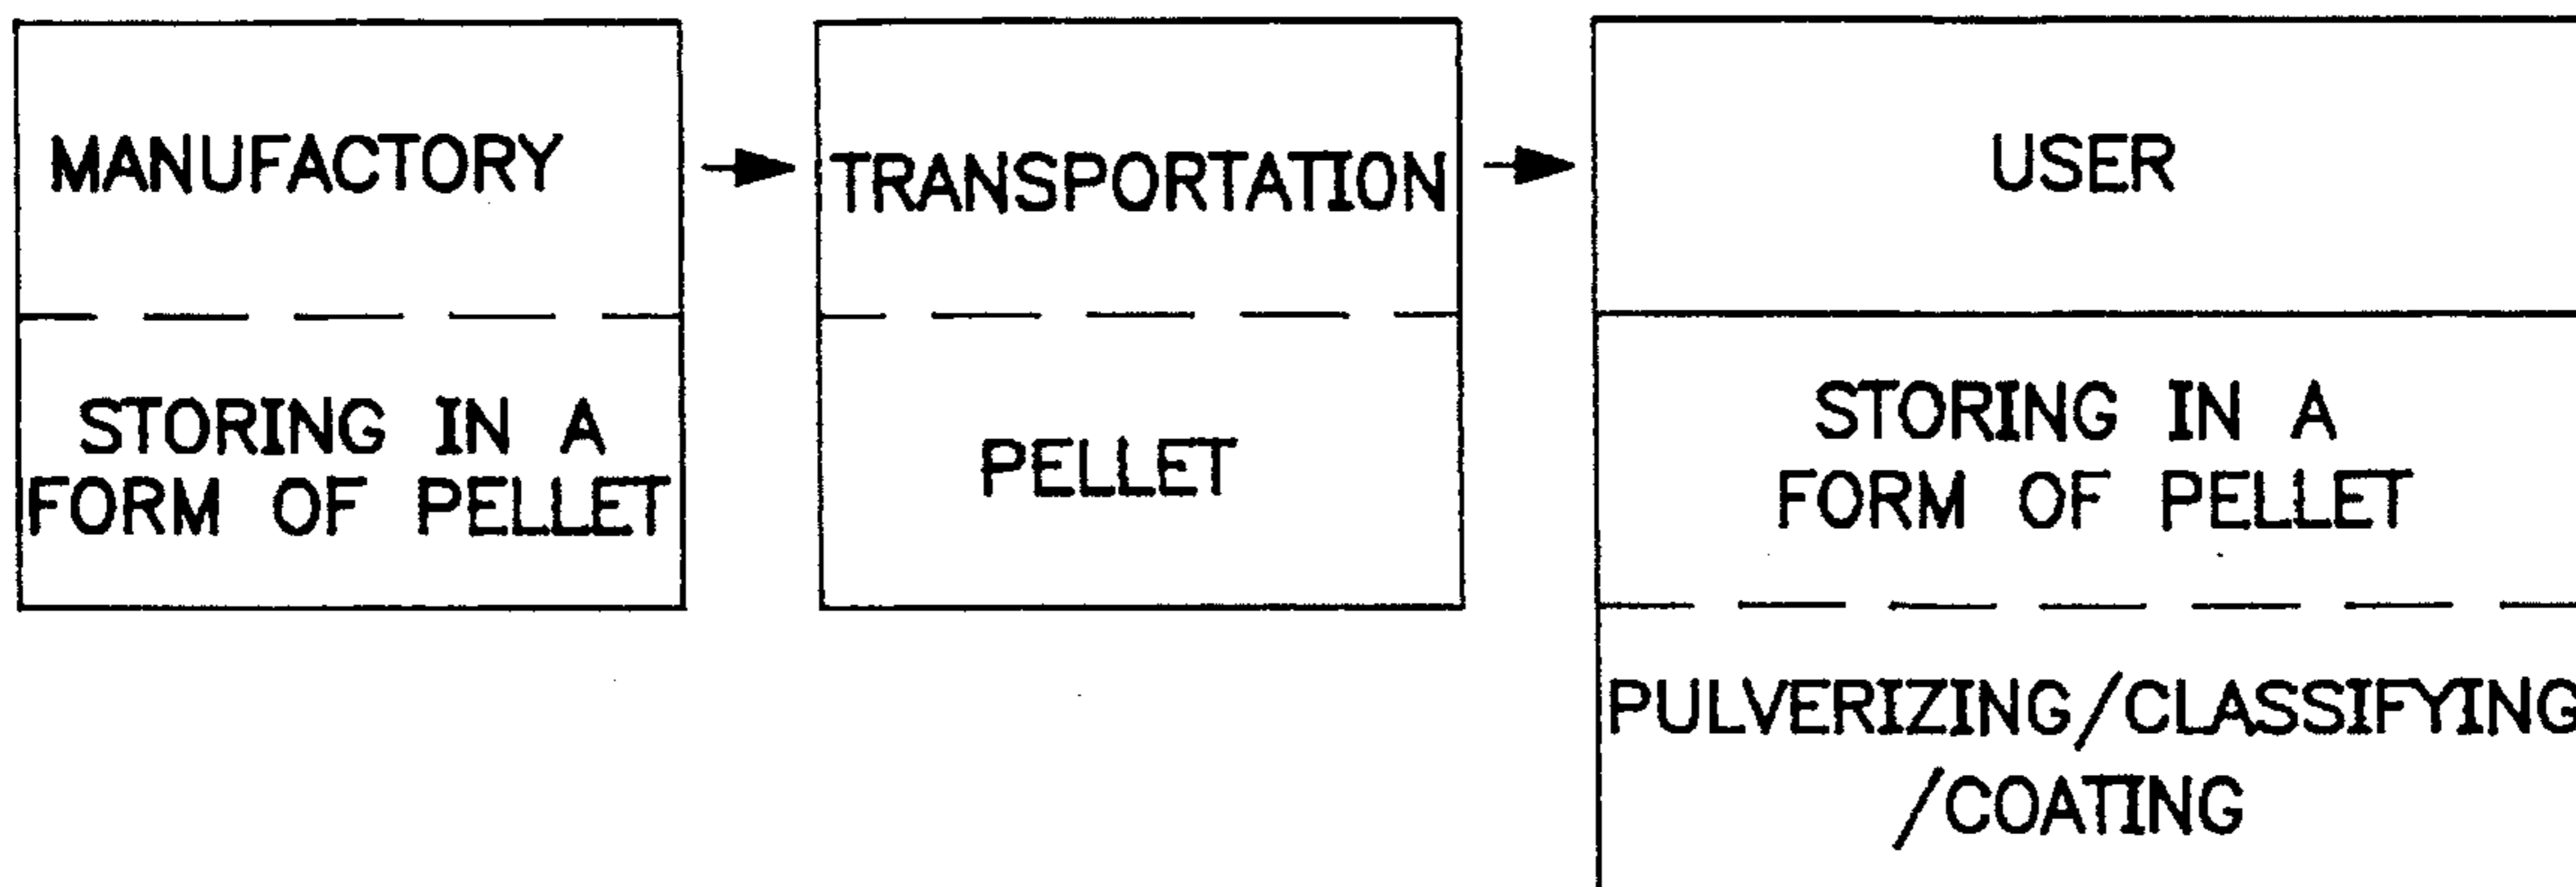 MANUFACTORY
STORING IN A
FORM OF PELLET
TRANSPORTATION
PELLET
USER
STORING IN A
FORM OF PELLET
PULVERIZING/CLASSIFYING
/COATING